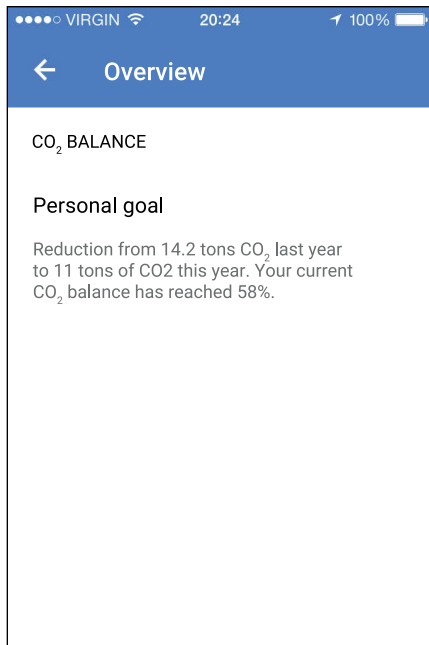 VIRGIN 20:24 100%
Overview
CO₂ BALANCE
Personal goal
Reduction from 14.2 tons CO₂ last year
to 11 tons of CO2 this year. Your current
CO₂ balance has reached 58%.